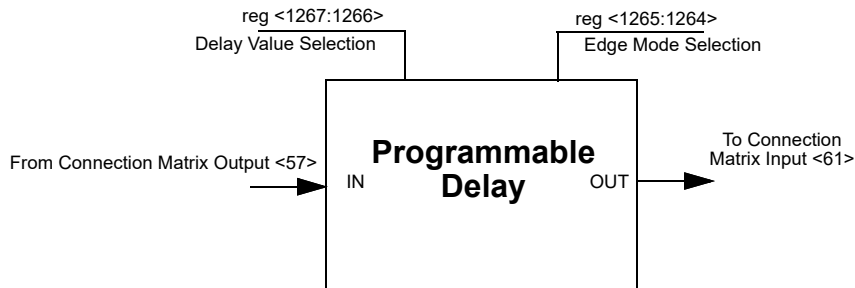 reg <1267:1266>
Delay Value Selection
reg <1265:1264>
Edge Mode Selection
From Connection Matrix Output <57>
IN
Programmable
Delay
OUT
To Connection
Matrix Input <61>